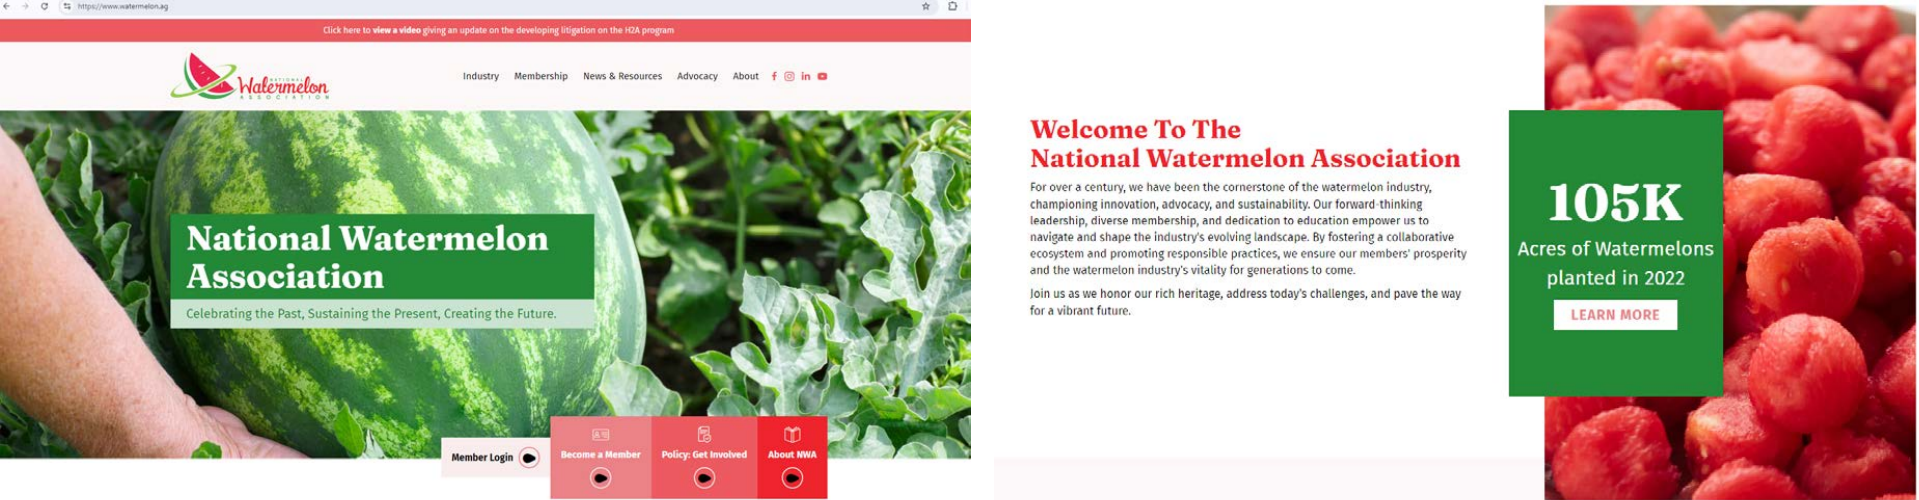 https://www.watermelon.ag
Click here to view a video giving an update on the developing litigation on the H2A program
NATIONAL
Watermelon
ASSOCIATION
Industry Membership News & Resources Advocacy About
National Watermelon
Association
Celebrating the Past, Sustaining the Present, Creating the Future.
Member Login
Become a Member
Policy: Get Involved
About NWA
Welcome To The
National Watermelon Association
For over a century, we have been the cornerstone of the watermelon industry,
championing innovation, advocacy, and sustainability. Our forward-thinking
leadership, diverse membership, and dedication to education empower us to
navigate and shape the industry's evolving landscape. By fostering a collaborative
ecosystem and promoting responsible practices, we ensure our members' prosperity
and the watermelon industry's vitality for generations to come.
Join us as we honor our rich heritage, address today's challenges, and pave the way
for a vibrant future.
105K
Acres of Watermelons
planted in 2022
LEARN MORE